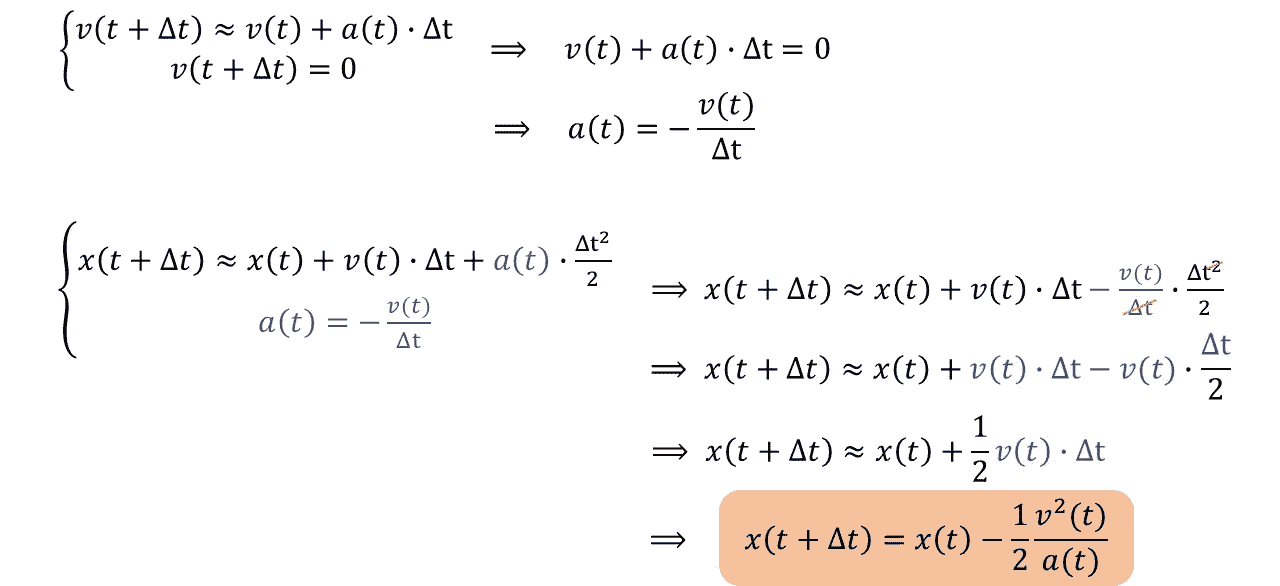 {v(t + Δt) ≈ v(t) + a(t) · Δt
v(t + Δt) = 0
⟹ v(t) + a(t) · Δt = 0
⟹ a(t) = − v(t)/Δt
{x(t + Δt) ≈ x(t) + v(t) · Δt + a(t) · Δt²/2
a(t) = − v(t)/Δt
⟹ x(t + Δt) ≈ x(t) + v(t) · Δt − v(t)/Δt · Δt²/2
⟹ x(t + Δt) ≈ x(t) + v(t) · Δt − v(t) · Δt/2
⟹ x(t + Δt) ≈ x(t) + 1/2 v(t) · Δt
⟹ x(t + Δt) = x(t) − 1/2 v²(t)/a(t)